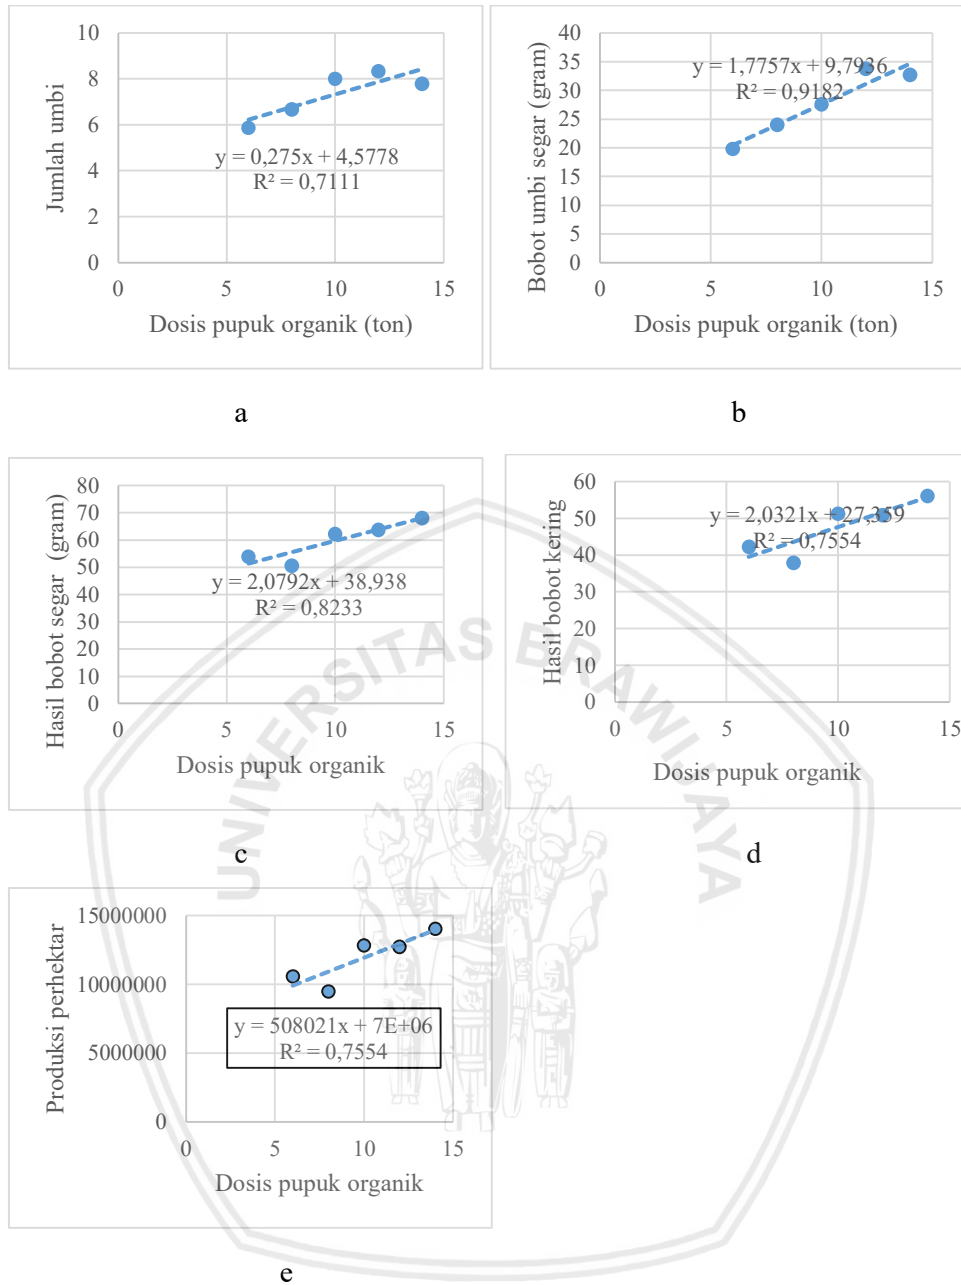 10
8
6
4
2
0
Jumlah umbi
y = 0,275x + 4,5778
R² = 0,7111
0 5 10 15
Dosis pupuk organik (ton)
a
40
35
30
25
20
15
10
5
0
Bobot umbi segar (gram)
y = 1,7757x + 9,7936
R² = 0,9182
0 5 10 15
Dosis pupuk organik (ton)
b
80
70
60
50
40
30
20
10
0
Hasil bobot segar (gram)
y = 2,0792x + 38,938
R² = 0,8233
0 5 10 15
Dosis pupuk organik
c
60
50
40
30
20
10
0
Hasil bobot kering
y = 2,0321x + 27,359
R² = 0,7554
0 5 10 15
Dosis pupuk organik
d
15000000
10000000
5000000
0
Produksi perhektar
y = 508021x + 7E+06
R² = 0,7554
0 5 10 15
Dosis pupuk organik
e
UNIVERSITAS BRAWIJAYA